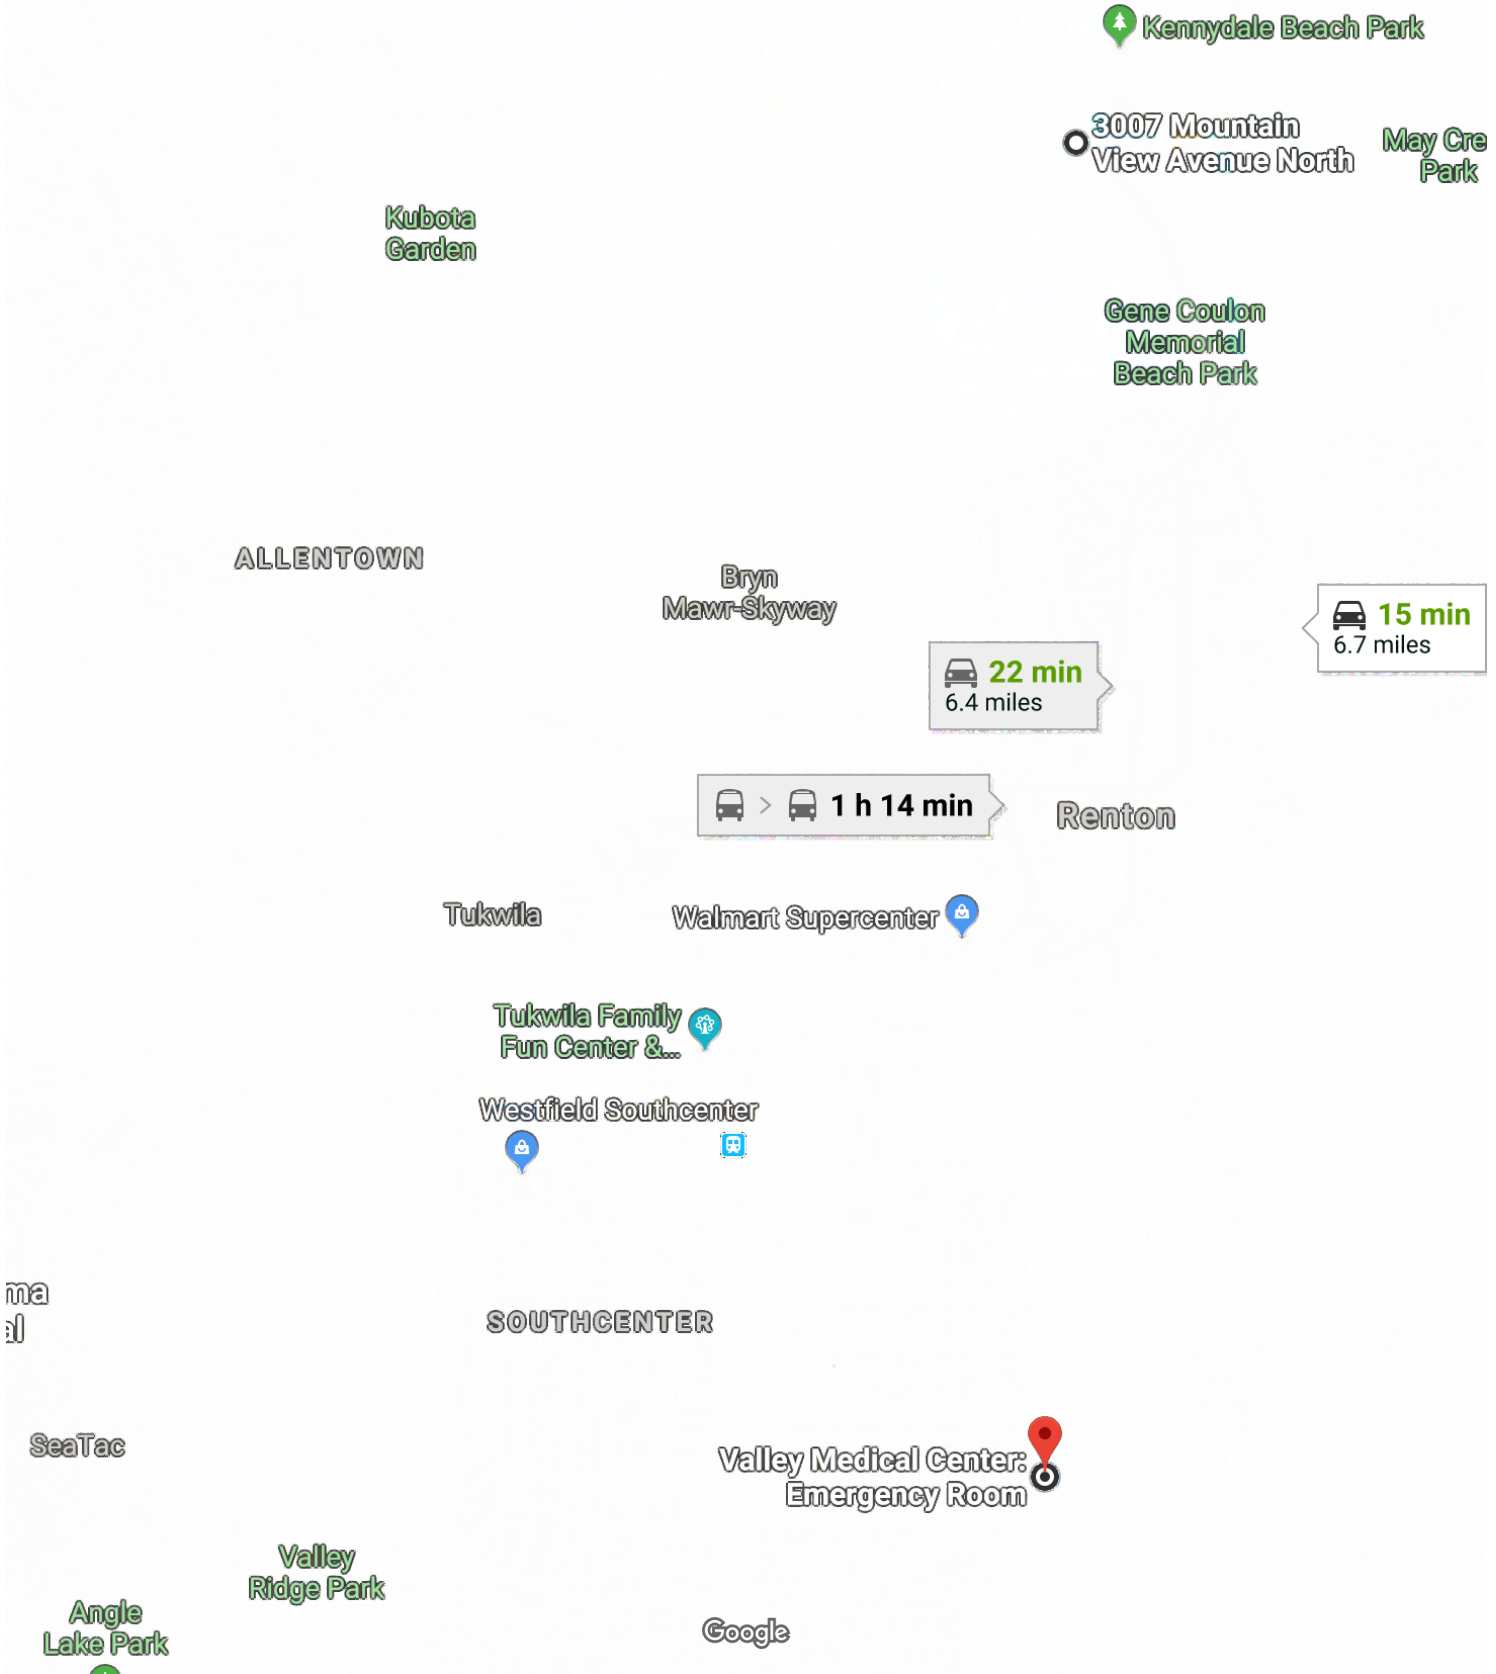 Kennydale Beach Park
3007 Mountain
View Avenue North
May Cre
Park
Kubota
Garden
Gene Coulon
Memorial
Beach Park
ALLENTOWN
Bryn
Mawr-Skyway
15 min
6.7 miles
22 min
6.4 miles
1 h 14 min
Renton
Tukwila
Walmart Supercenter
Tukwila Family
Fun Center &...
Westfield Southcenter
ma
al
SOUTHCENTER
SeaTac
Valley Medical Center:
Emergency Room
Valley
Ridge Park
Angle
Lake Park
Google